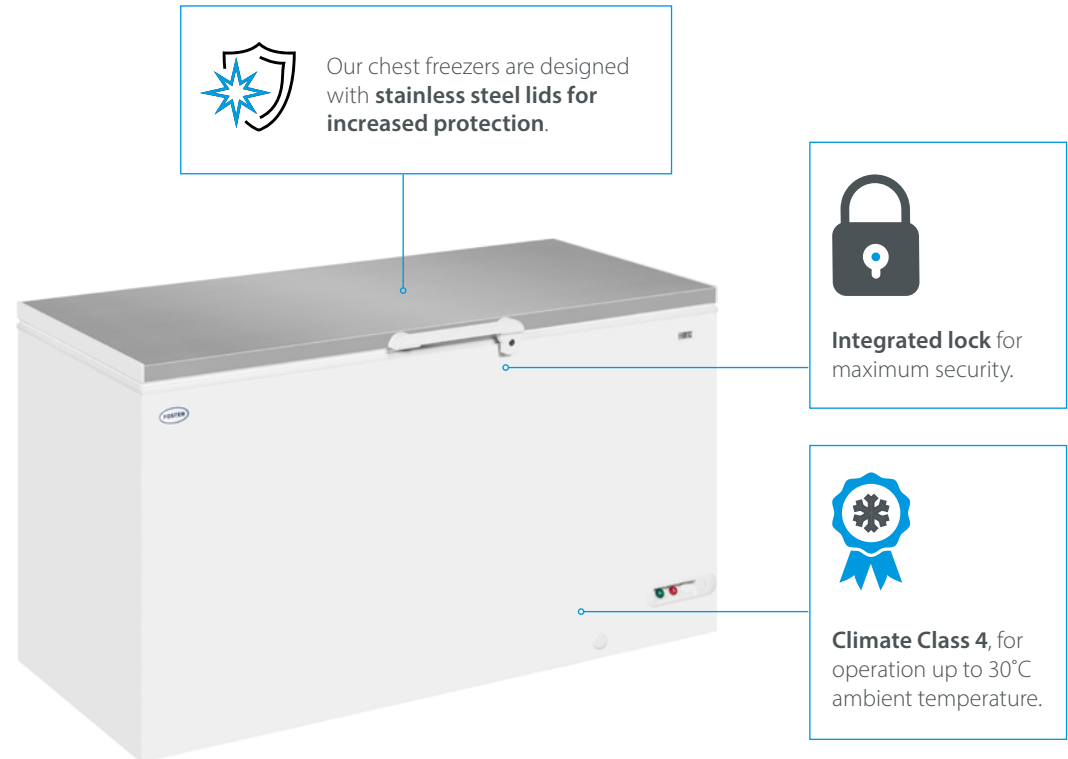 Our chest freezers are designed
with stainless steel lids for
increased protection.
Integrated lock for
maximum security.
FOSTER
Climate Class 4, for
operation up to 30˚C
ambient temperature.